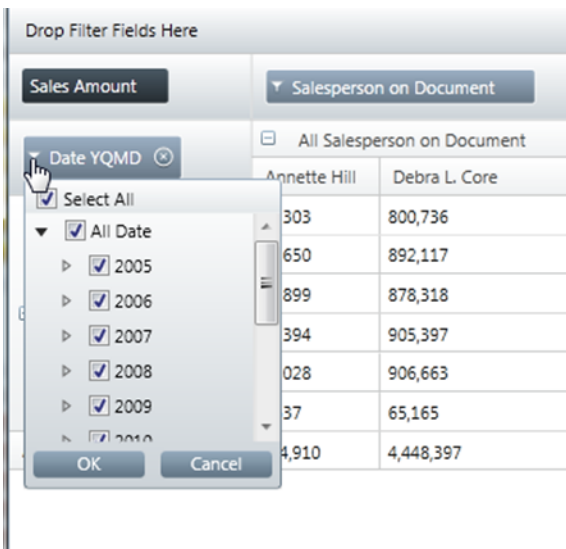 Drop Filter Fields Here
Sales Amount
Salesperson on Document
Date YQMD
All Salesperson on Document
Annette Hill Debra L. Core
Select All
All Date
303 800,736
2005
650 892,117
2006
899 878,318
2007
394 905,397
2008
028 906,663
2009
37 65,165
2010
4,910 4,448,397
OK Cancel